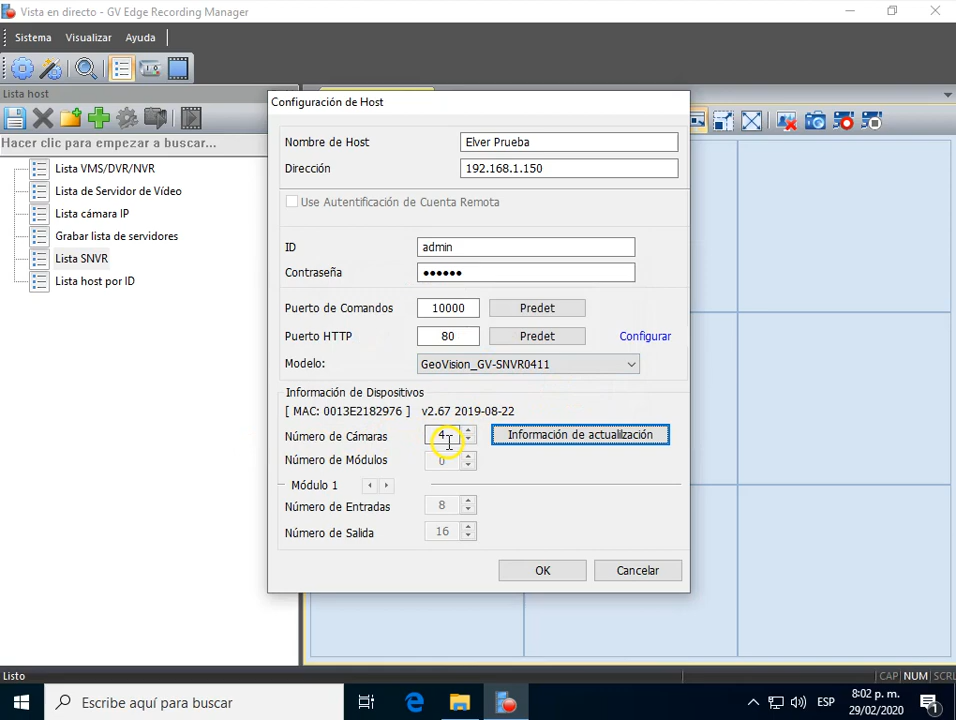 Vista en directo - GV Edge Recording Manager
Sistema Visualizar Ayuda
Lista host
Hacer clic para empezar a buscar...
Lista VMS/DVR/NVR
Lista de Servidor de Vídeo
Lista cámara IP
Grabar lista de servidores
Lista SNVR
Lista host por ID
Configuración de Host
Nombre de Host Elver Prueba
Dirección 192.168.1.150
Use Autentificación de Cuenta Remota
ID admin
Contraseña ●●●●●●
Puerto de Comandos 10000 Predet
Puerto HTTP 80 Predet Configurar
Modelo: GeoVision_GV-SNVR0411
Información de Dispositivos
[ MAC: 0013E2182976 ] v2.67 2019-08-22
Número de Cámaras 4 Información de actualización
Número de Módulos 0
Módulo 1
Número de Entradas 8
Número de Salida 16
OK Cancelar
Listo CAP NUM SCRL
Escribe aquí para buscar
ESP
8:02 p. m.
29/02/2020
1